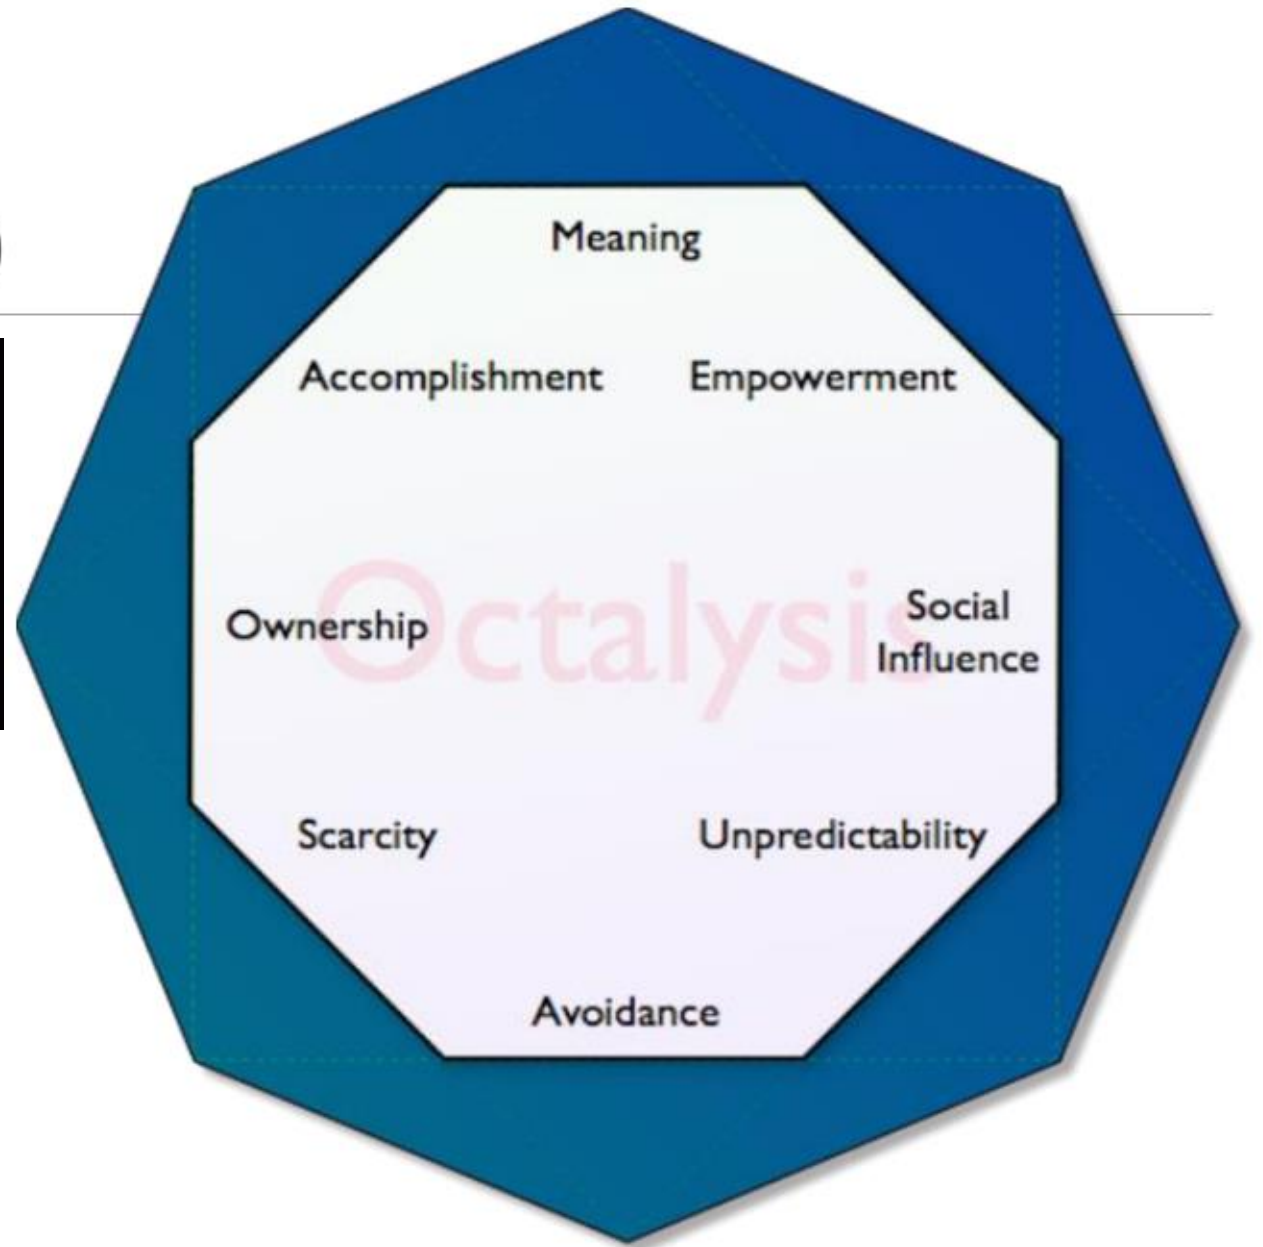 Meaning
Accomplishment Empowerment
Octalysis
Ownership
Social
Influence
Scarcity Unpredictability
Avoidance